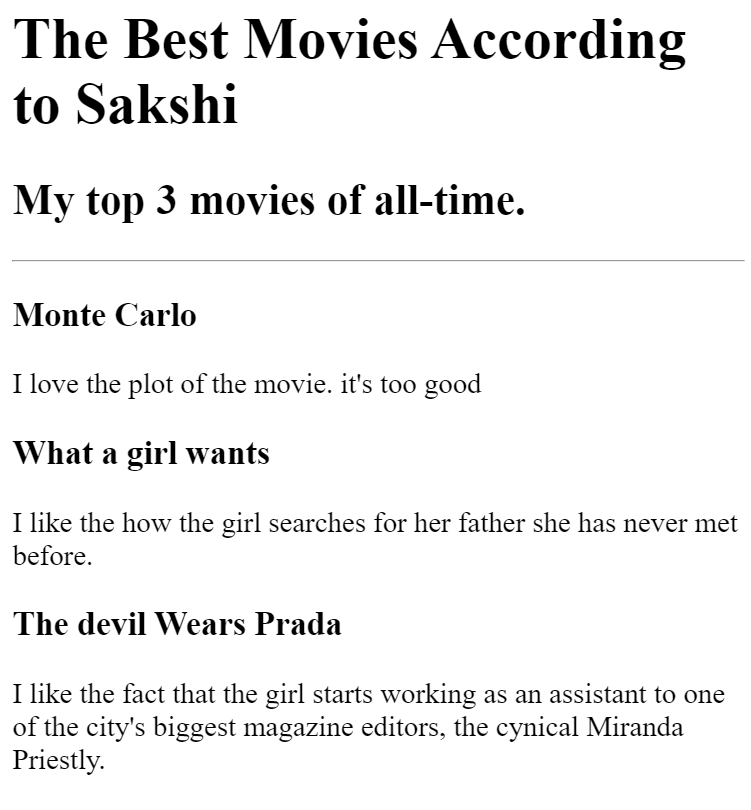 The Best Movies According
to Sakshi
My top 3 movies of all-time.
Monte Carlo
I love the plot of the movie. it's too good
What a girl wants
I like the how the girl searches for her father she has never met
before.
The devil Wears Prada
I like the fact that the girl starts working as an assistant to one
of the city's biggest magazine editors, the cynical Miranda
Priestly.